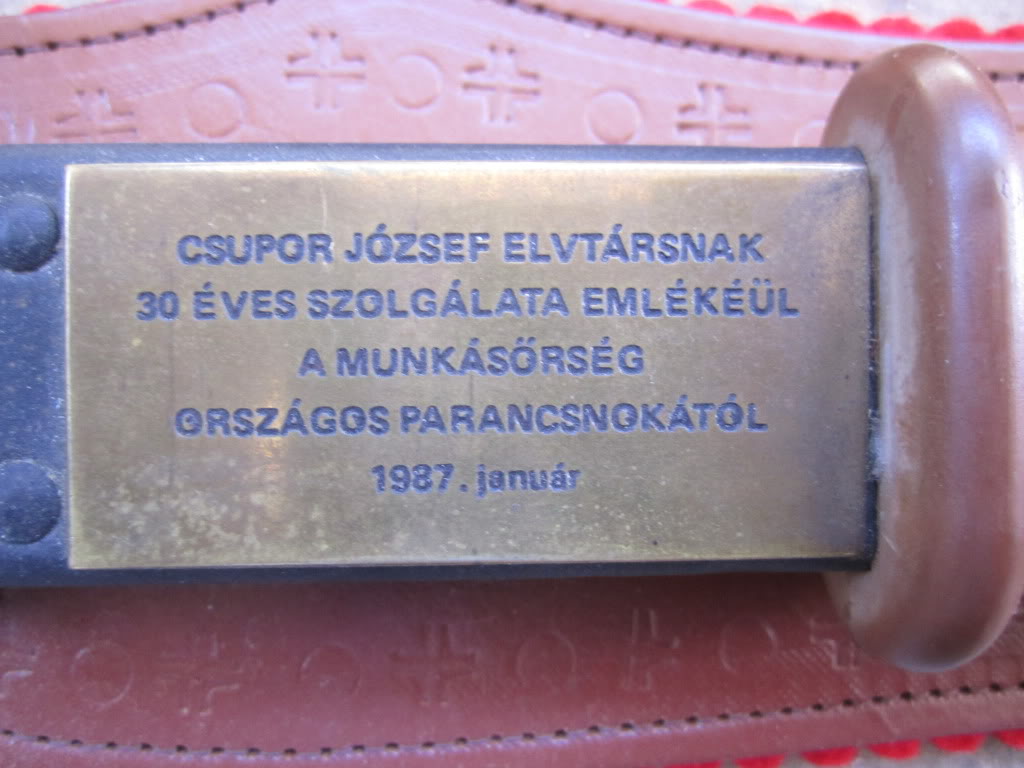 CSUPOR JÓZSEF ELVTÁRSNAK
30 ÉVES SZOLGÁLATA EMLÉKÉÜL
A MUNKÁSŐRSÉG
ORSZÁGOS PARANCSNOKÁTÓL
1987. január